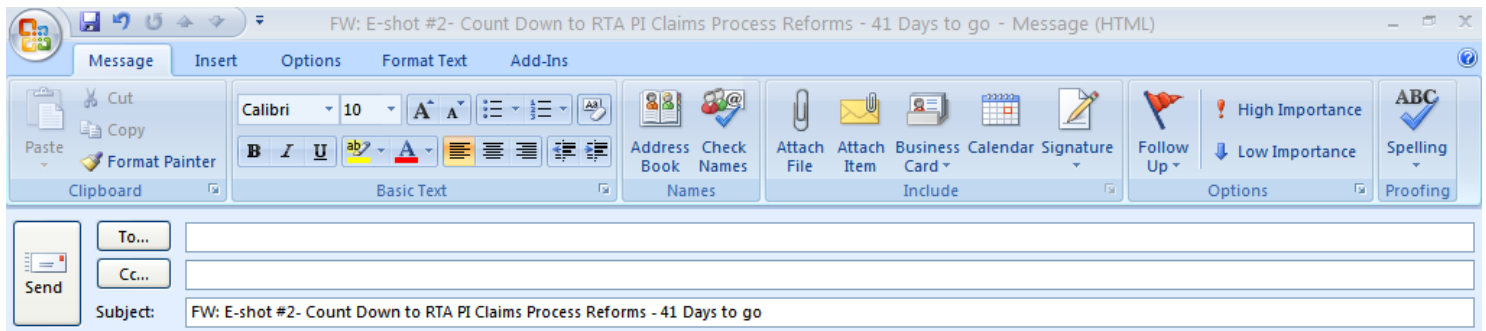 FW: E-shot #2- Count Down to RTA PI Claims Process Reforms - 41 Days to go - Message (HTML)
Message Insert Options Format Text Add-Ins
Paste
Cut
Copy
Format Painter
Clipboard
Calibri 10 A A AB
B I U ab A
Basic Text
Address Book
Check Names
Names
Attach File
Attach Item
Business Card
Calendar
Signature
Include
Follow Up
High Importance
Low Importance
Options
ABC
Spelling
Proofing
Send
To...
Cc...
Subject: FW: E-shot #2- Count Down to RTA PI Claims Process Reforms - 41 Days to go